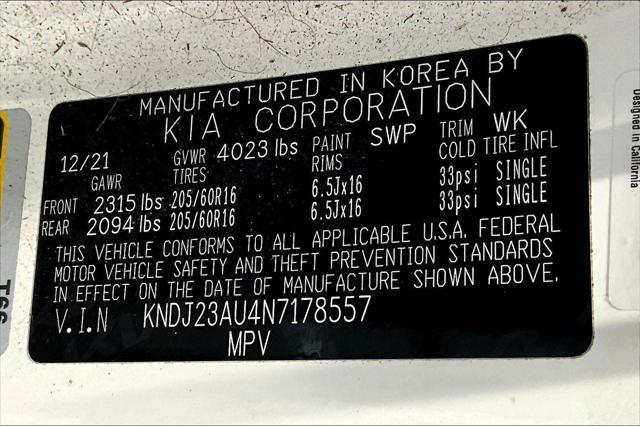 MANUFACTURED IN KOREA BY
KIA CORPORATION
12/21 GVWR 4023 lbs PAINT SWP TRIM WK
GAWR TIRES RIMS COLD TIRE INFL
FRONT 2315 lbs 205/60R16 6.5Jx16 33psi SINGLE
REAR 2094 lbs 205/60R16 6.5Jx16 33psi SINGLE
THIS VEHICLE CONFORMS TO ALL APPLICABLE U.S.A. FEDERAL
MOTOR VEHICLE SAFETY AND THEFT PREVENTION STANDARDS
IN EFFECT ON THE DATE OF MANUFACTURE SHOWN ABOVE.
V.I.N KNDJ23AU4N7178557
MPV
Designed in California